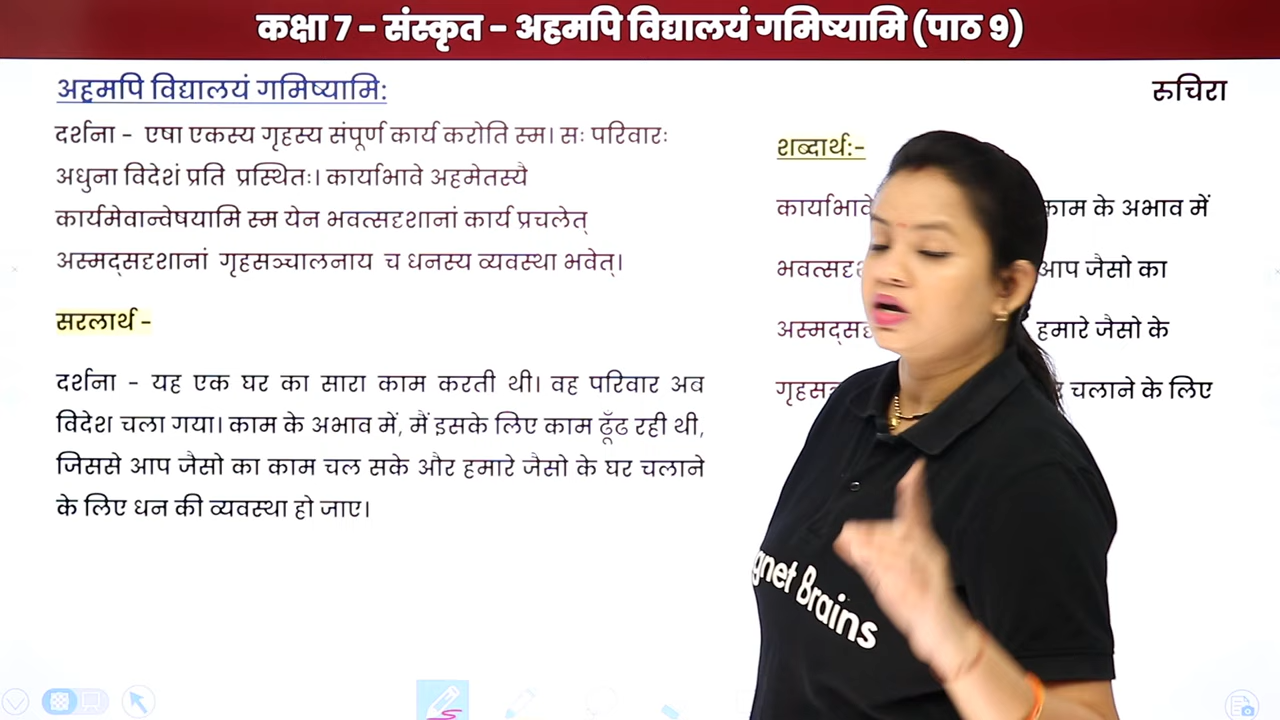 कक्षा 7 - संस्कृत - अहमपि विद्यालयं गमिष्यामि (पाठ 9)
अहमपि विद्यालयं गमिष्यामि:
रुचिरा
दर्शना - एषा एकस्य गृहस्य संपूर्ण कार्य करोति स्म। सः परिवारः
अधुना विदेशं प्रति प्रस्थितः। कार्याभावे अहमेतस्यै
कार्यमेवान्वेषयामि स्म येन भवत्सदृशानां कार्य प्रचलेत्
अस्मद्सदृशानां गृहसञ्चालनाय च धनस्य व्यवस्था भवेत्।
सरलार्थ -
दर्शना - यह एक घर का सारा काम करती थी। वह परिवार अब
विदेश चला गया। काम के अभाव में, मैं इसके लिए काम ढूँढ रही थी,
जिससे आप जैसो का काम चल सके और हमारे जैसो के घर चलाने
के लिए धन की व्यवस्था हो जाए।
शब्दार्थ:-
काम के अभाव में
आप जैसो का
हमारे जैसो के
चलाने के लिए
Brains